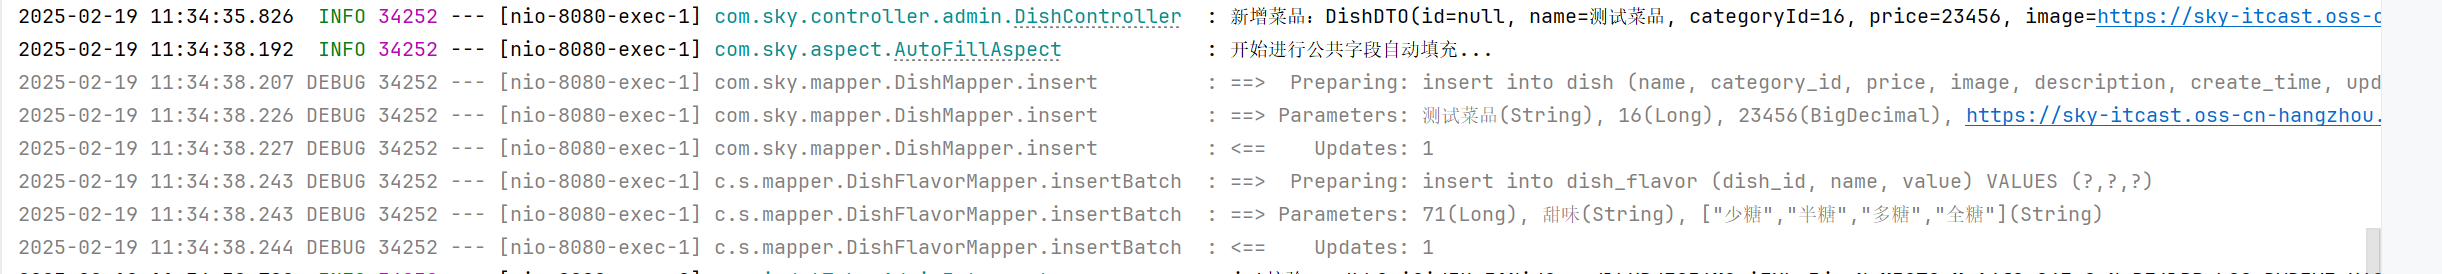 2025-02-19 11:34:35.826  INFO 34252 --- [nio-8080-exec-1] com.sky.controller.admin.DishController  : 新增菜品：DishDTO(id=null, name=测试菜品, categoryId=16, price=23456, image=https://sky-itcast.oss-c
2025-02-19 11:34:38.192  INFO 34252 --- [nio-8080-exec-1] com.sky.aspect.AutoFillAspect            : 开始进行公共字段自动填充...
2025-02-19 11:34:38.207 DEBUG 34252 --- [nio-8080-exec-1] com.sky.mapper.DishMapper.insert         : ==>  Preparing: insert into dish (name, category_id, price, image, description, create_time, upd
2025-02-19 11:34:38.226 DEBUG 34252 --- [nio-8080-exec-1] com.sky.mapper.DishMapper.insert         : ==> Parameters: 测试菜品(String), 16(Long), 23456(BigDecimal), https://sky-itcast.oss-cn-hangzhou.
2025-02-19 11:34:38.227 DEBUG 34252 --- [nio-8080-exec-1] com.sky.mapper.DishMapper.insert         : <==    Updates: 1
2025-02-19 11:34:38.243 DEBUG 34252 --- [nio-8080-exec-1] c.s.mapper.DishFlavorMapper.insertBatch  : ==>  Preparing: insert into dish_flavor (dish_id, name, value) VALUES (?,?,?)
2025-02-19 11:34:38.243 DEBUG 34252 --- [nio-8080-exec-1] c.s.mapper.DishFlavorMapper.insertBatch  : ==> Parameters: 71(Long), 甜味(String), ["少糖","半糖","多糖","全糖"](String)
2025-02-19 11:34:38.244 DEBUG 34252 --- [nio-8080-exec-1] c.s.mapper.DishFlavorMapper.insertBatch  : <==    Updates: 1